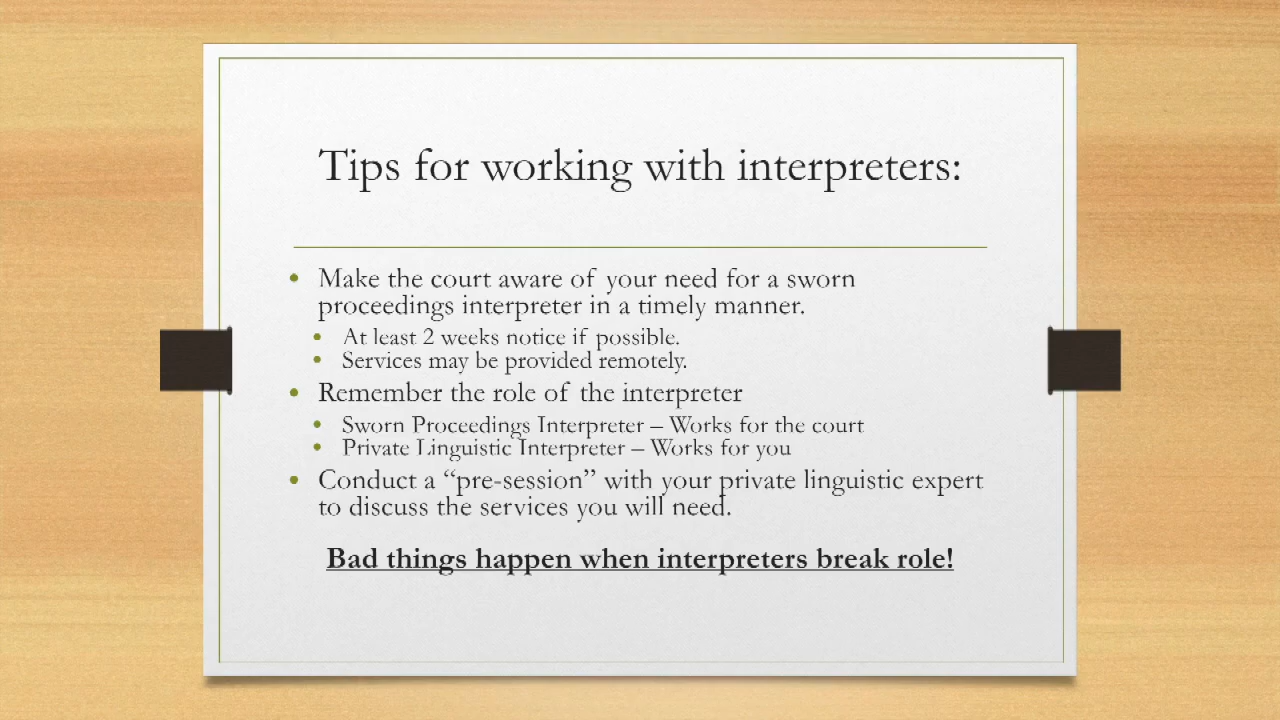 Tips for working with interpreters:
• Make the court aware of your need for a sworn
proceedings interpreter in a timely manner.
• At least 2 weeks notice if possible.
• Services may be provided remotely.
• Remember the role of the interpreter
• Sworn Proceedings Interpreter – Works for the court
• Private Linguistic Interpreter – Works for you
• Conduct a “pre-session” with your private linguistic expert
to discuss the services you will need.
Bad things happen when interpreters break role!